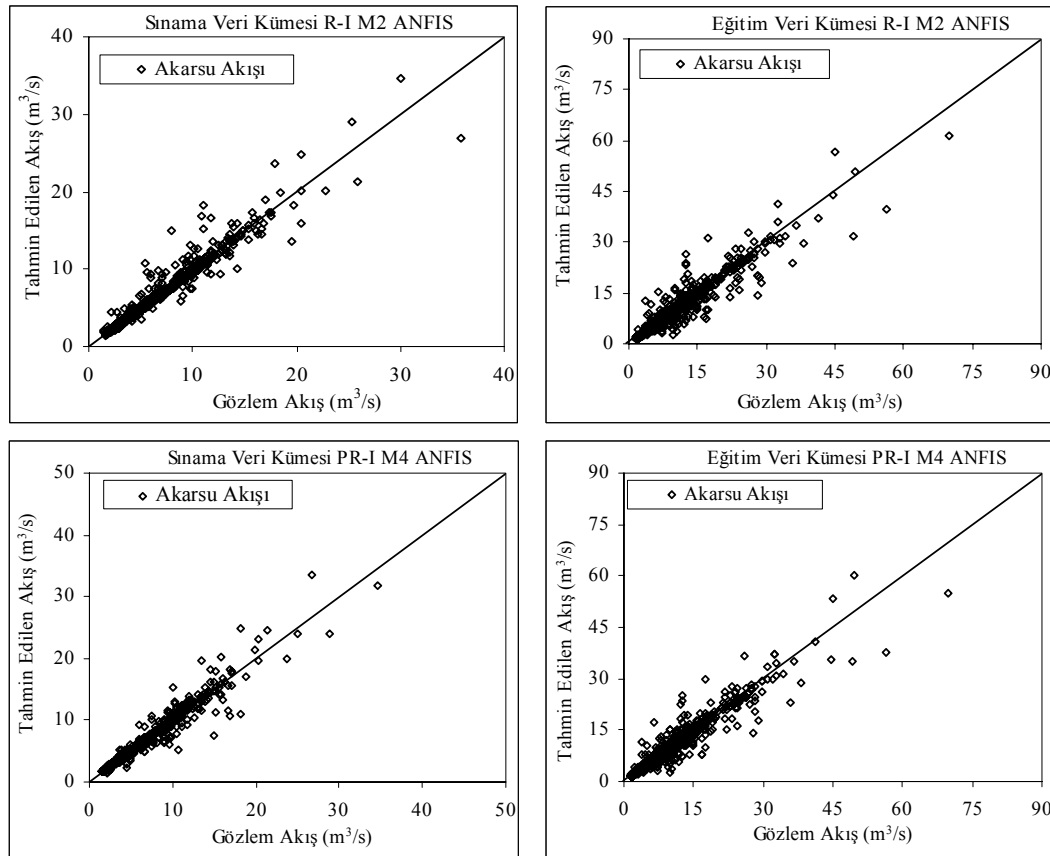 Sınama Veri Kümesi R-I M2 ANFIS
Akarsu Akışı
Tahmin Edilen Akış (m³/s)
40
30
20
10
0
0 10 20 30 40
Gözlem Akış (m³/s)
Eğitim Veri Kümesi R-I M2 ANFIS
Akarsu Akışı
Tahmin Edilen Akış (m³/s)
90
75
60
45
30
15
0
0 15 30 45 60 75 90
Gözlem Akış (m³/s)
Sınama Veri Kümesi PR-I M4 ANFIS
Akarsu Akışı
Tahmin Edilen Akış (m³/s)
50
40
30
20
10
0
0 10 20 30 40 50
Gözlem Akış (m³/s)
Eğitim Veri Kümesi PR-I M4 ANFIS
Akarsu Akışı
Tahmin Edilen Akış (m³/s)
90
75
60
45
30
15
0
0 15 30 45 60 75 90
Gözlem Akış (m³/s)